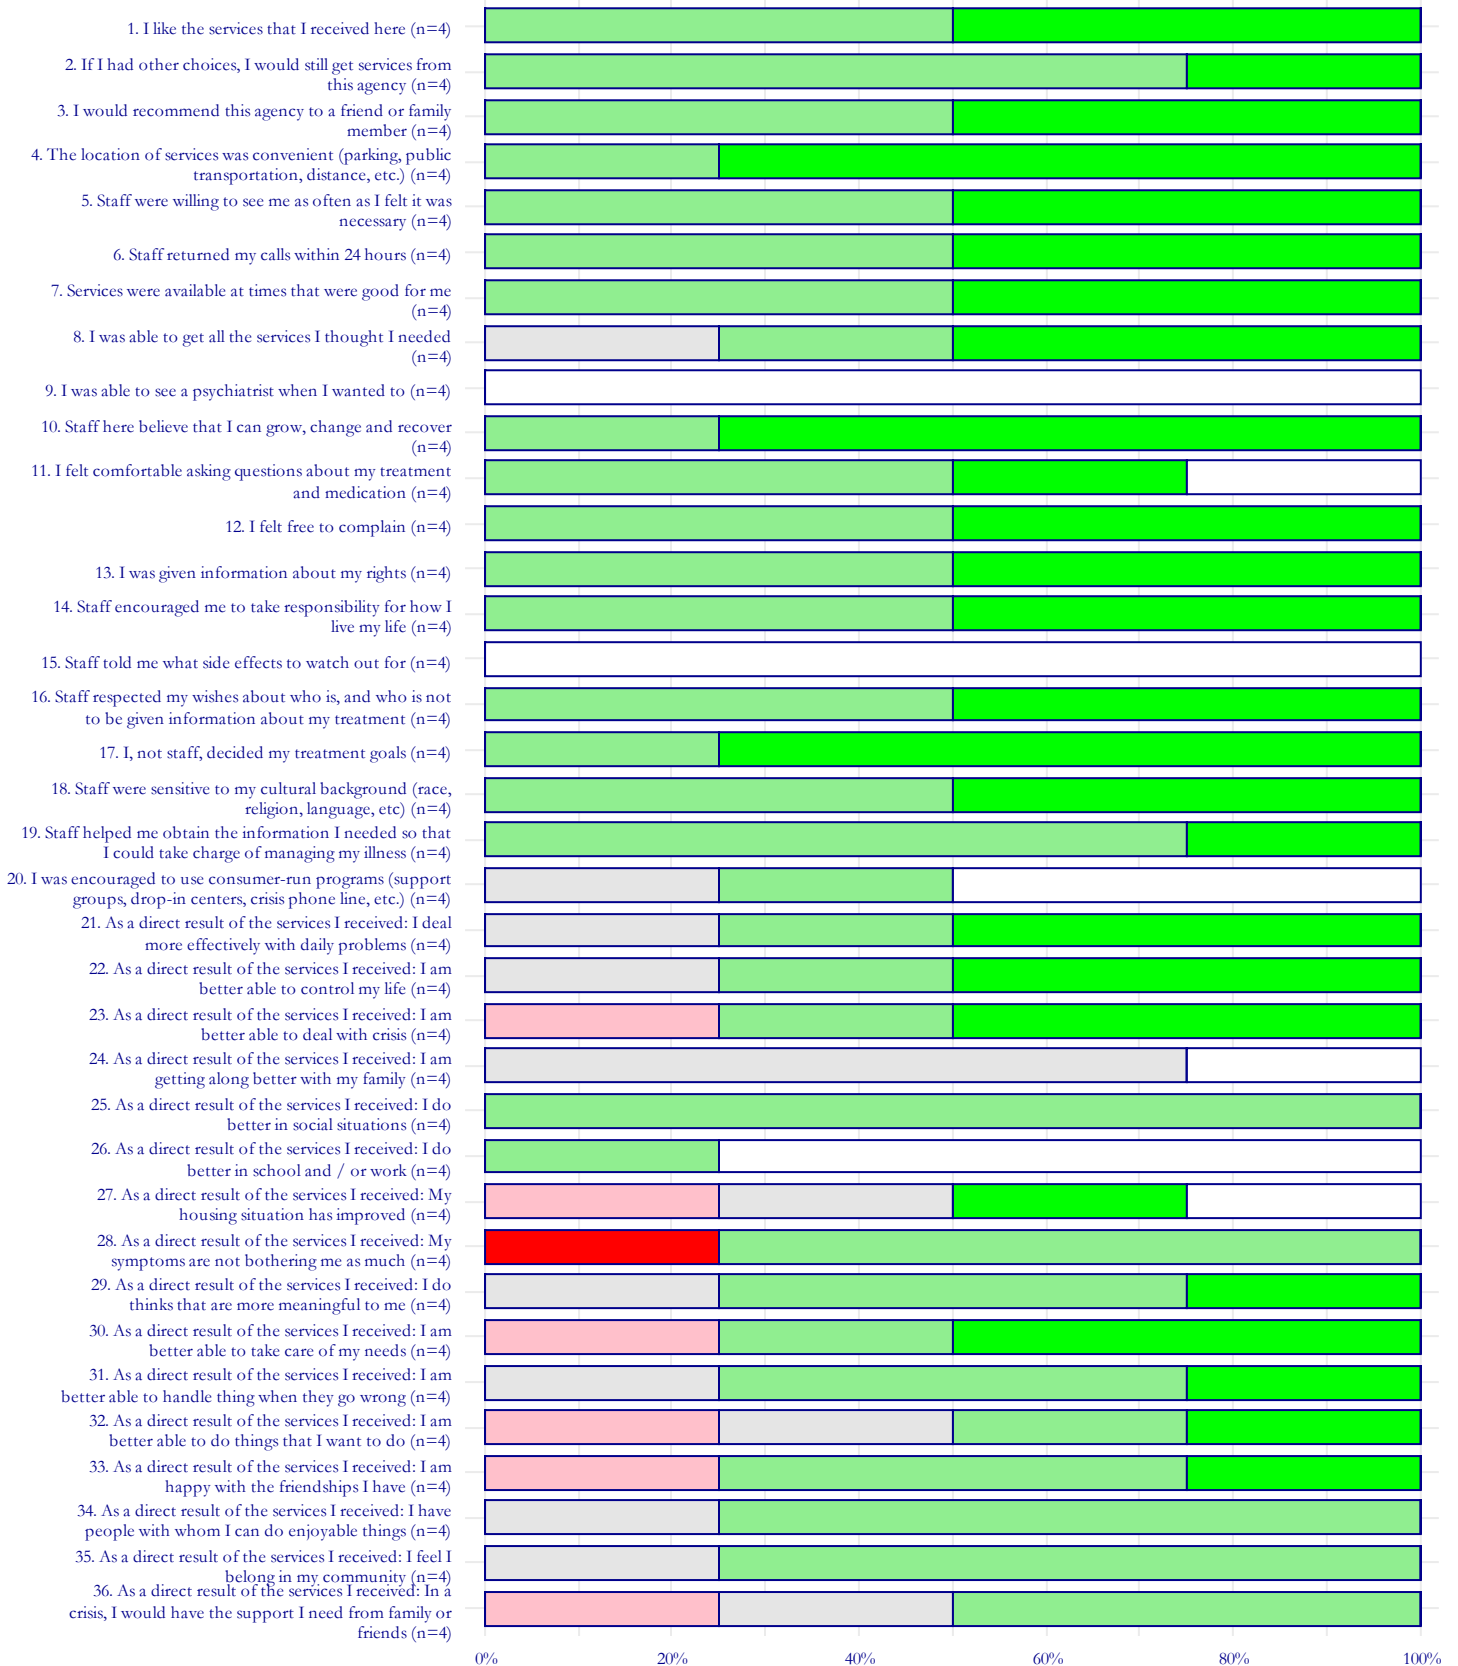 1. I like the services that I received here (n=4)
2. If I had other choices, I would still get services from
this agency (n=4)
3. I would recommend this agency to a friend or family
member (n=4)
4. The location of services was convenient (parking, public
transportation, distance, etc.) (n=4)
5. Staff were willing to see me as often as I felt it was
necessary (n=4)
6. Staff returned my calls within 24 hours (n=4)
7. Services were available at times that were good for me
(n=4)
8. I was able to get all the services I thought I needed
(n=4)
9. I was able to see a psychiatrist when I wanted to (n=4)
10. Staff here believe that I can grow, change and recover
(n=4)
11. I felt comfortable asking questions about my treatment
and medication (n=4)
12. I felt free to complain (n=4)
13. I was given information about my rights (n=4)
14. Staff encouraged me to take responsibility for how I
live my life (n=4)
15. Staff told me what side effects to watch out for (n=4)
16. Staff respected my wishes about who is, and who is not
to be given information about my treatment (n=4)
17. I, not staff, decided my treatment goals (n=4)
18. Staff were sensitive to my cultural background (race,
religion, language, etc) (n=4)
19. Staff helped me obtain the information I needed so that
I could take charge of managing my illness (n=4)
20. I was encouraged to use consumer-run programs (support
groups, drop-in centers, crisis phone line, etc.) (n=4)
21. As a direct result of the services I received: I deal
more effectively with daily problems (n=4)
22. As a direct result of the services I received: I am
better able to control my life (n=4)
23. As a direct result of the services I received: I am
better able to deal with crisis (n=4)
24. As a direct result of the services I received: I am
getting along better with my family (n=4)
25. As a direct result of the services I received: I do
better in social situations (n=4)
26. As a direct result of the services I received: I do
better in school and / or work (n=4)
27. As a direct result of the services I received: My
housing situation has improved (n=4)
28. As a direct result of the services I received: My
symptoms are not bothering me as much (n=4)
29. As a direct result of the services I received: I do
thinks that are more meaningful to me (n=4)
30. As a direct result of the services I received: I am
better able to take care of my needs (n=4)
31. As a direct result of the services I received: I am
better able to handle thing when they go wrong (n=4)
32. As a direct result of the services I received: I am
better able to do things that I want to do (n=4)
33. As a direct result of the services I received: I am
happy with the friendships I have (n=4)
34. As a direct result of the services I received: I have
people with whom I can do enjoyable things (n=4)
35. As a direct result of the services I received: I feel I
belong in my community (n=4)
36. As a direct result of the services I received: In a
crisis, I would have the support I need from family or
friends (n=4)
0% 20% 40% 60% 80% 100%